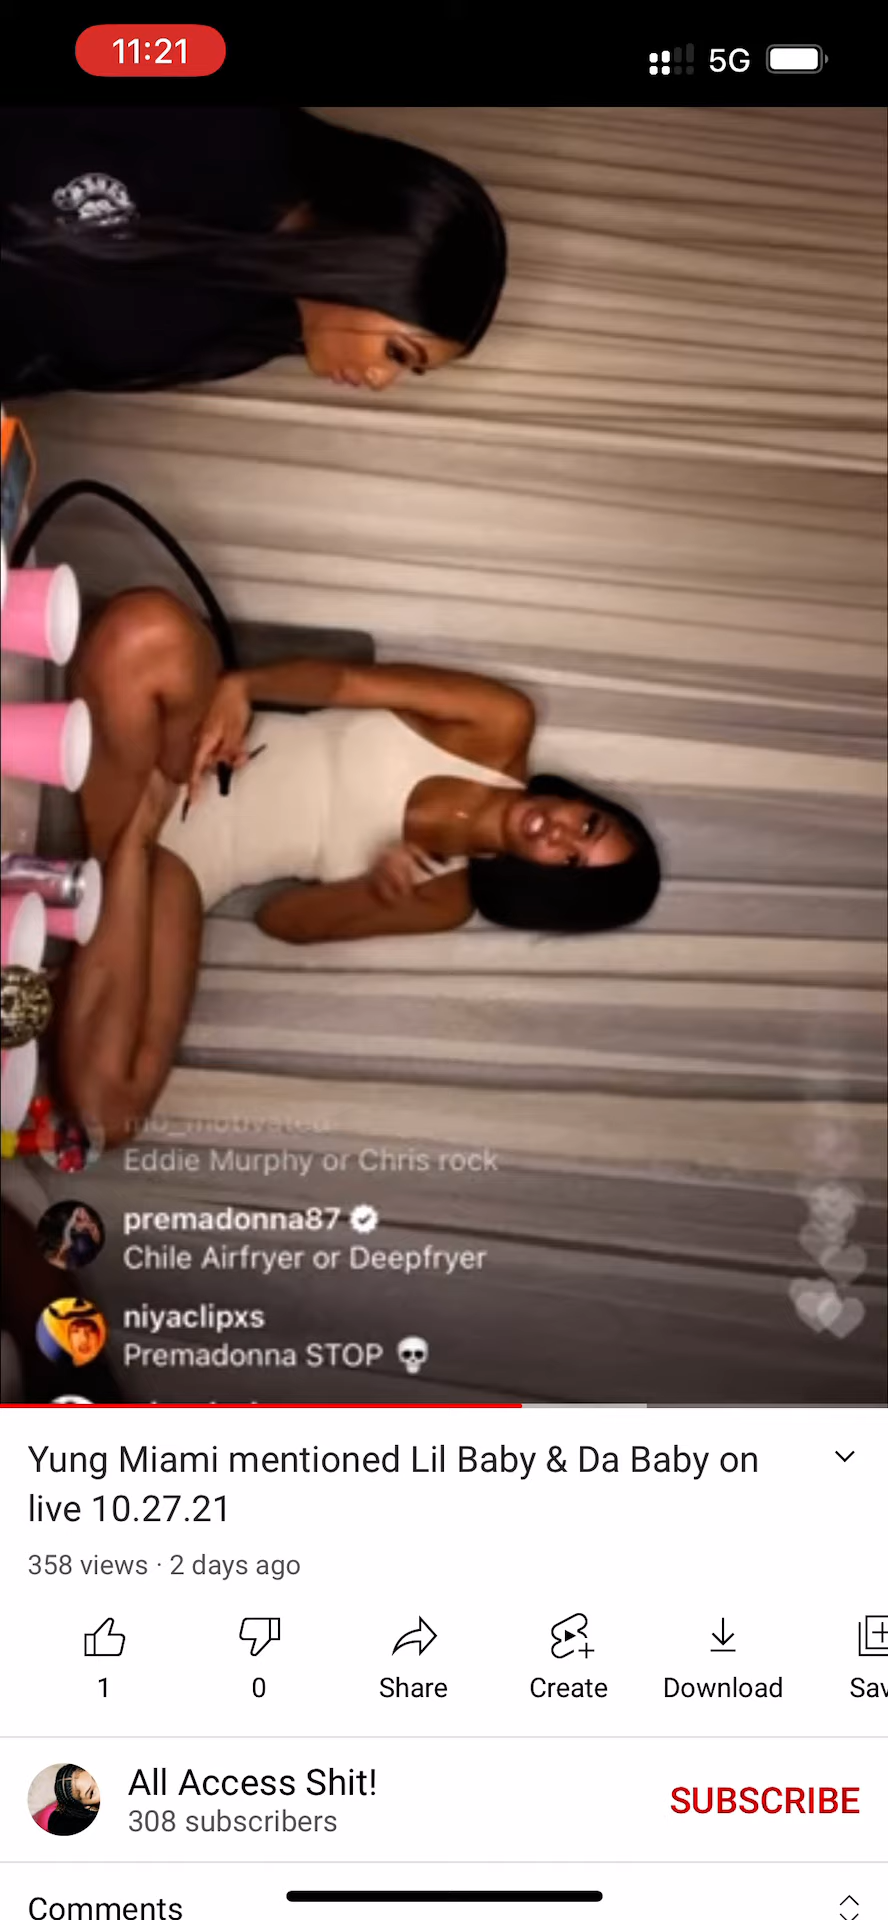 11:21
5G
mb_motivated
Eddie Murphy or Chris rock
premadonna87
Chile Airfryer or Deepfryer
niyaclipxs
Premadonna STOP 💀
Yung Miami mentioned Lil Baby & Da Baby on
live 10.27.21
358 views · 2 days ago
1
0
Share
Create
Download
Sav
All Access Shit!
308 subscribers
SUBSCRIBE
Comments